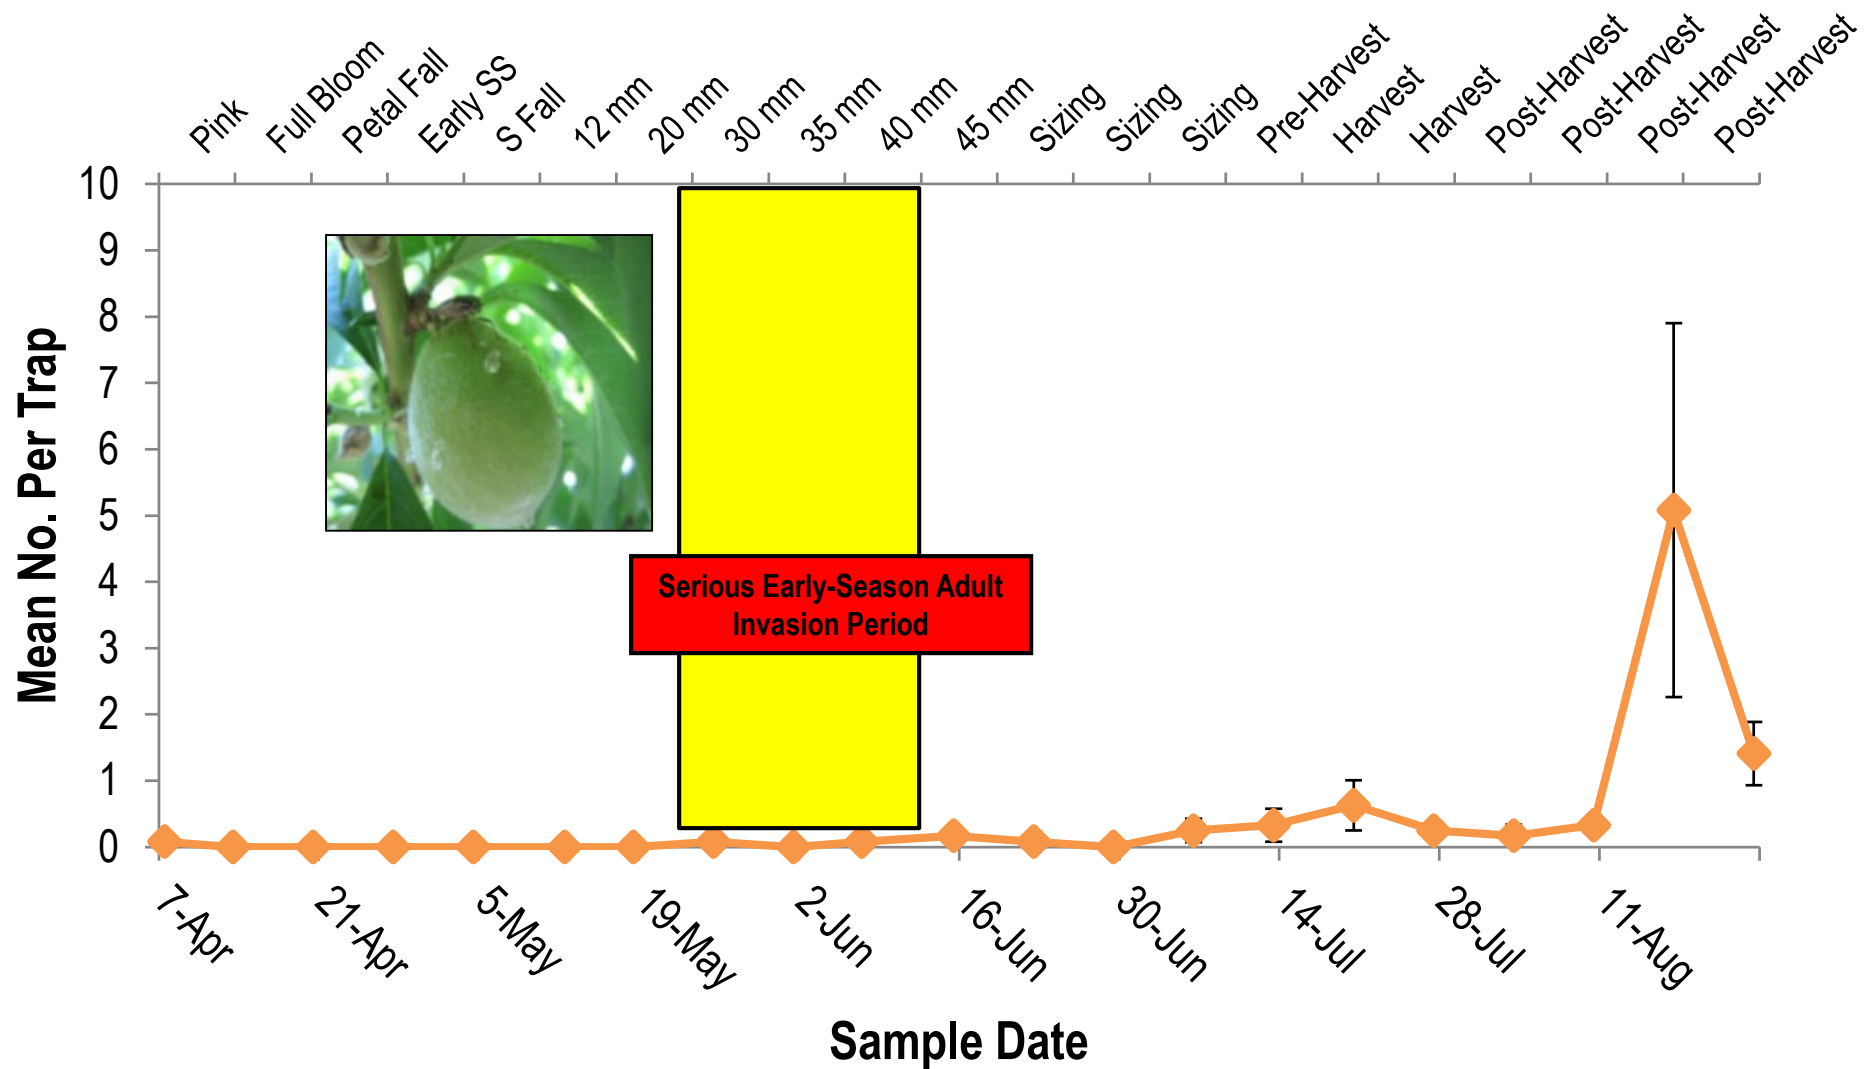 Pink
Full Bloom
Petal Fall
Early SS
S Fall
12 mm
20 mm
30 mm
35 mm
40 mm
45 mm
Sizing
Sizing
Sizing
Pre-Harvest
Harvest
Harvest
Post-Harvest
Post-Harvest
Post-Harvest
Post-Harvest
10
9
8
7
6
5
4
3
2
1
0
Mean No. Per Trap
Serious Early-Season Adult
Invasion Period
7-Apr
21-Apr
5-May
19-May
2-Jun
16-Jun
30-Jun
14-Jul
28-Jul
11-Aug
Sample Date